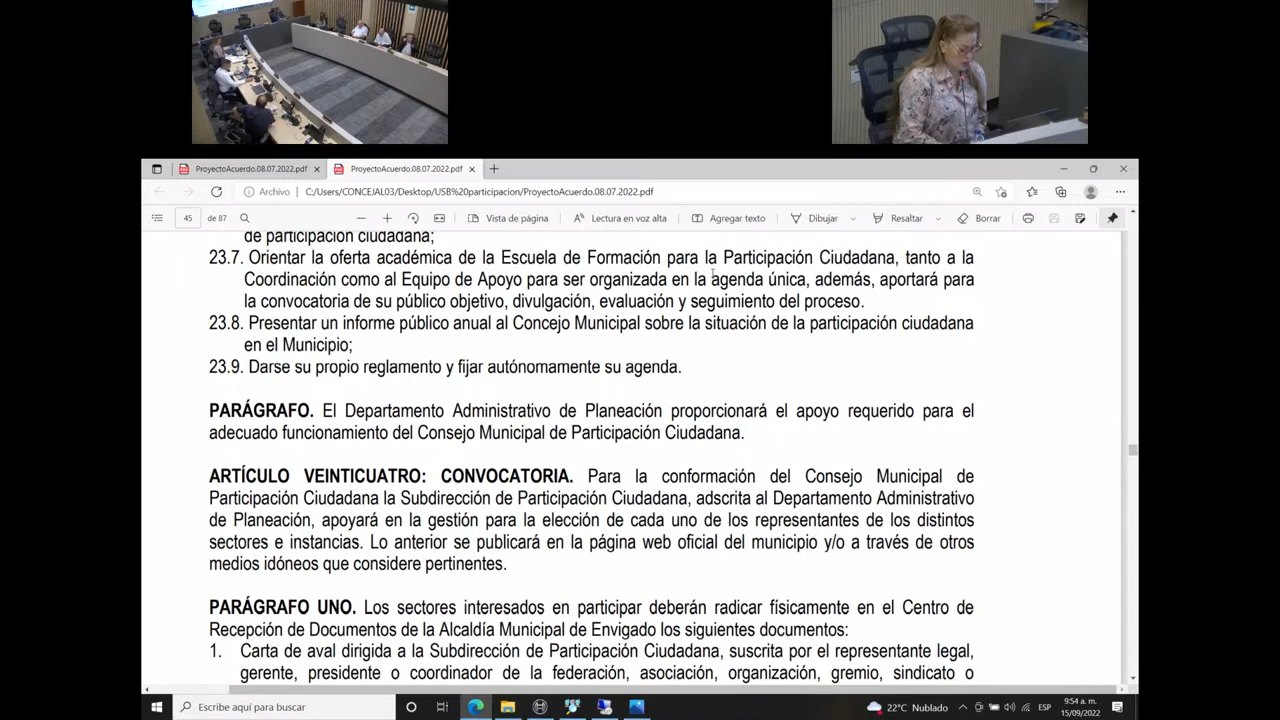 ProyectoAcuerdo.08.07.2022.pdf
ProyectoAcuerdo.08.07.2022.pdf
Archivo
C:/Users/CONCEJAL03/Desktop/USB%20participacion/ProyectoAcuerdo.08.07.2022.pdf
45 de 87
Vista de página
Lectura en voz alta
Agregar texto
Dibujar
Resaltar
Borrar
de participación ciudadana;
23.7. Orientar la oferta académica de la Escuela de Formación para la Participación Ciudadana, tanto a la
Coordinación como al Equipo de Apoyo para ser organizada en la agenda única, además, aportará para
la convocatoria de su público objetivo, divulgación, evaluación y seguimiento del proceso.
23.8. Presentar un informe público anual al Concejo Municipal sobre la situación de la participación ciudadana
en el Municipio;
23.9. Darse su propio reglamento y fijar autónomamente su agenda.
PARÁGRAFO. El Departamento Administrativo de Planeación proporcionará el apoyo requerido para el
adecuado funcionamiento del Consejo Municipal de Participación Ciudadana.
ARTÍCULO VEINTICUATRO: CONVOCATORIA. Para la conformación del Consejo Municipal de
Participación Ciudadana la Subdirección de Participación Ciudadana, adscrita al Departamento Administrativo
de Planeación, apoyará en la gestión para la elección de cada uno de los representantes de los distintos
sectores e instancias. Lo anterior se publicará en la página web oficial del municipio y/o a través de otros
medios idóneos que considere pertinentes.
PARÁGRAFO UNO. Los sectores interesados en participar deberán radicar físicamente en el Centro de
Recepción de Documentos de la Alcaldía Municipal de Envigado los siguientes documentos:
1. Carta de aval dirigida a la Subdirección de Participación Ciudadana, suscrita por el representante legal,
gerente, presidente o coordinador de la federación, asociación, organización, gremio, sindicato o
Escribe aquí para buscar
22°C Nublado
ESP
9:54 a. m.
15/09/2022